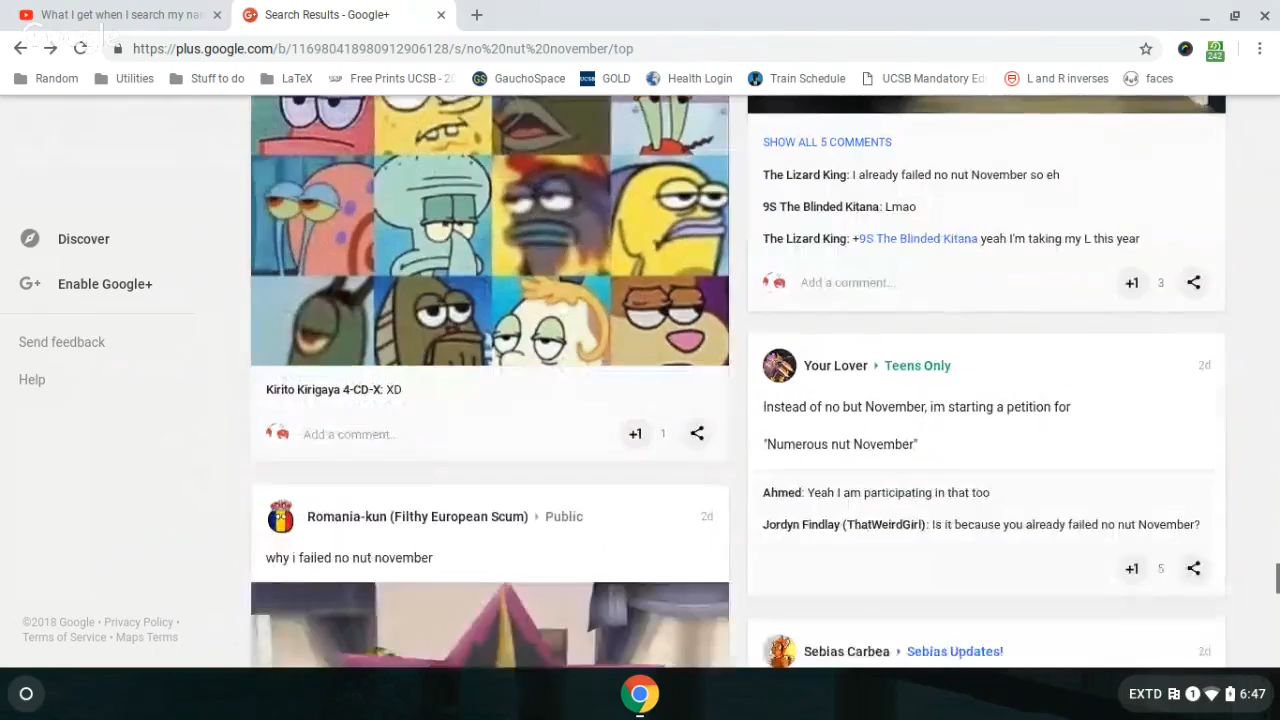 What I get when I search my nam
Search Results - Google+
https://plus.google.com/b/116980418980912906128/s/no%20nut%20november/top
242
Random
Utilities
Stuff to do
LaTeX
Free Prints UCSB - 20
GS
GauchoSpace
UCSB
GOLD
Health Login
Train Schedule
UCSB Mandatory Ed
L and R inverses
faces
Discover
G+ Enable Google+
Send feedback
Help
©2018 Google • Privacy Policy •
Terms of Service • Maps Terms
Kirito Kirigaya 4-CD-X: XD
Add a comment...
+1 1
Romania-kun (Filthy European Scum) Public 2d
why i failed no nut november
SHOW ALL 5 COMMENTS
The Lizard King: I already failed no nut November so eh
9S The Blinded Kitana: Lmao
The Lizard King: +9S The Blinded Kitana yeah I'm taking my L this year
Add a comment...
+1 3
Your Lover Teens Only 2d
Instead of no but November, im starting a petition for
"Numerous nut November"
Ahmed: Yeah I am participating in that too
Jordyn Findlay (ThatWeirdGirl): Is it because you already failed no nut November?
+1 5
Sebias Carbea Sebias Updates! 2d
EXTD 1 6:47